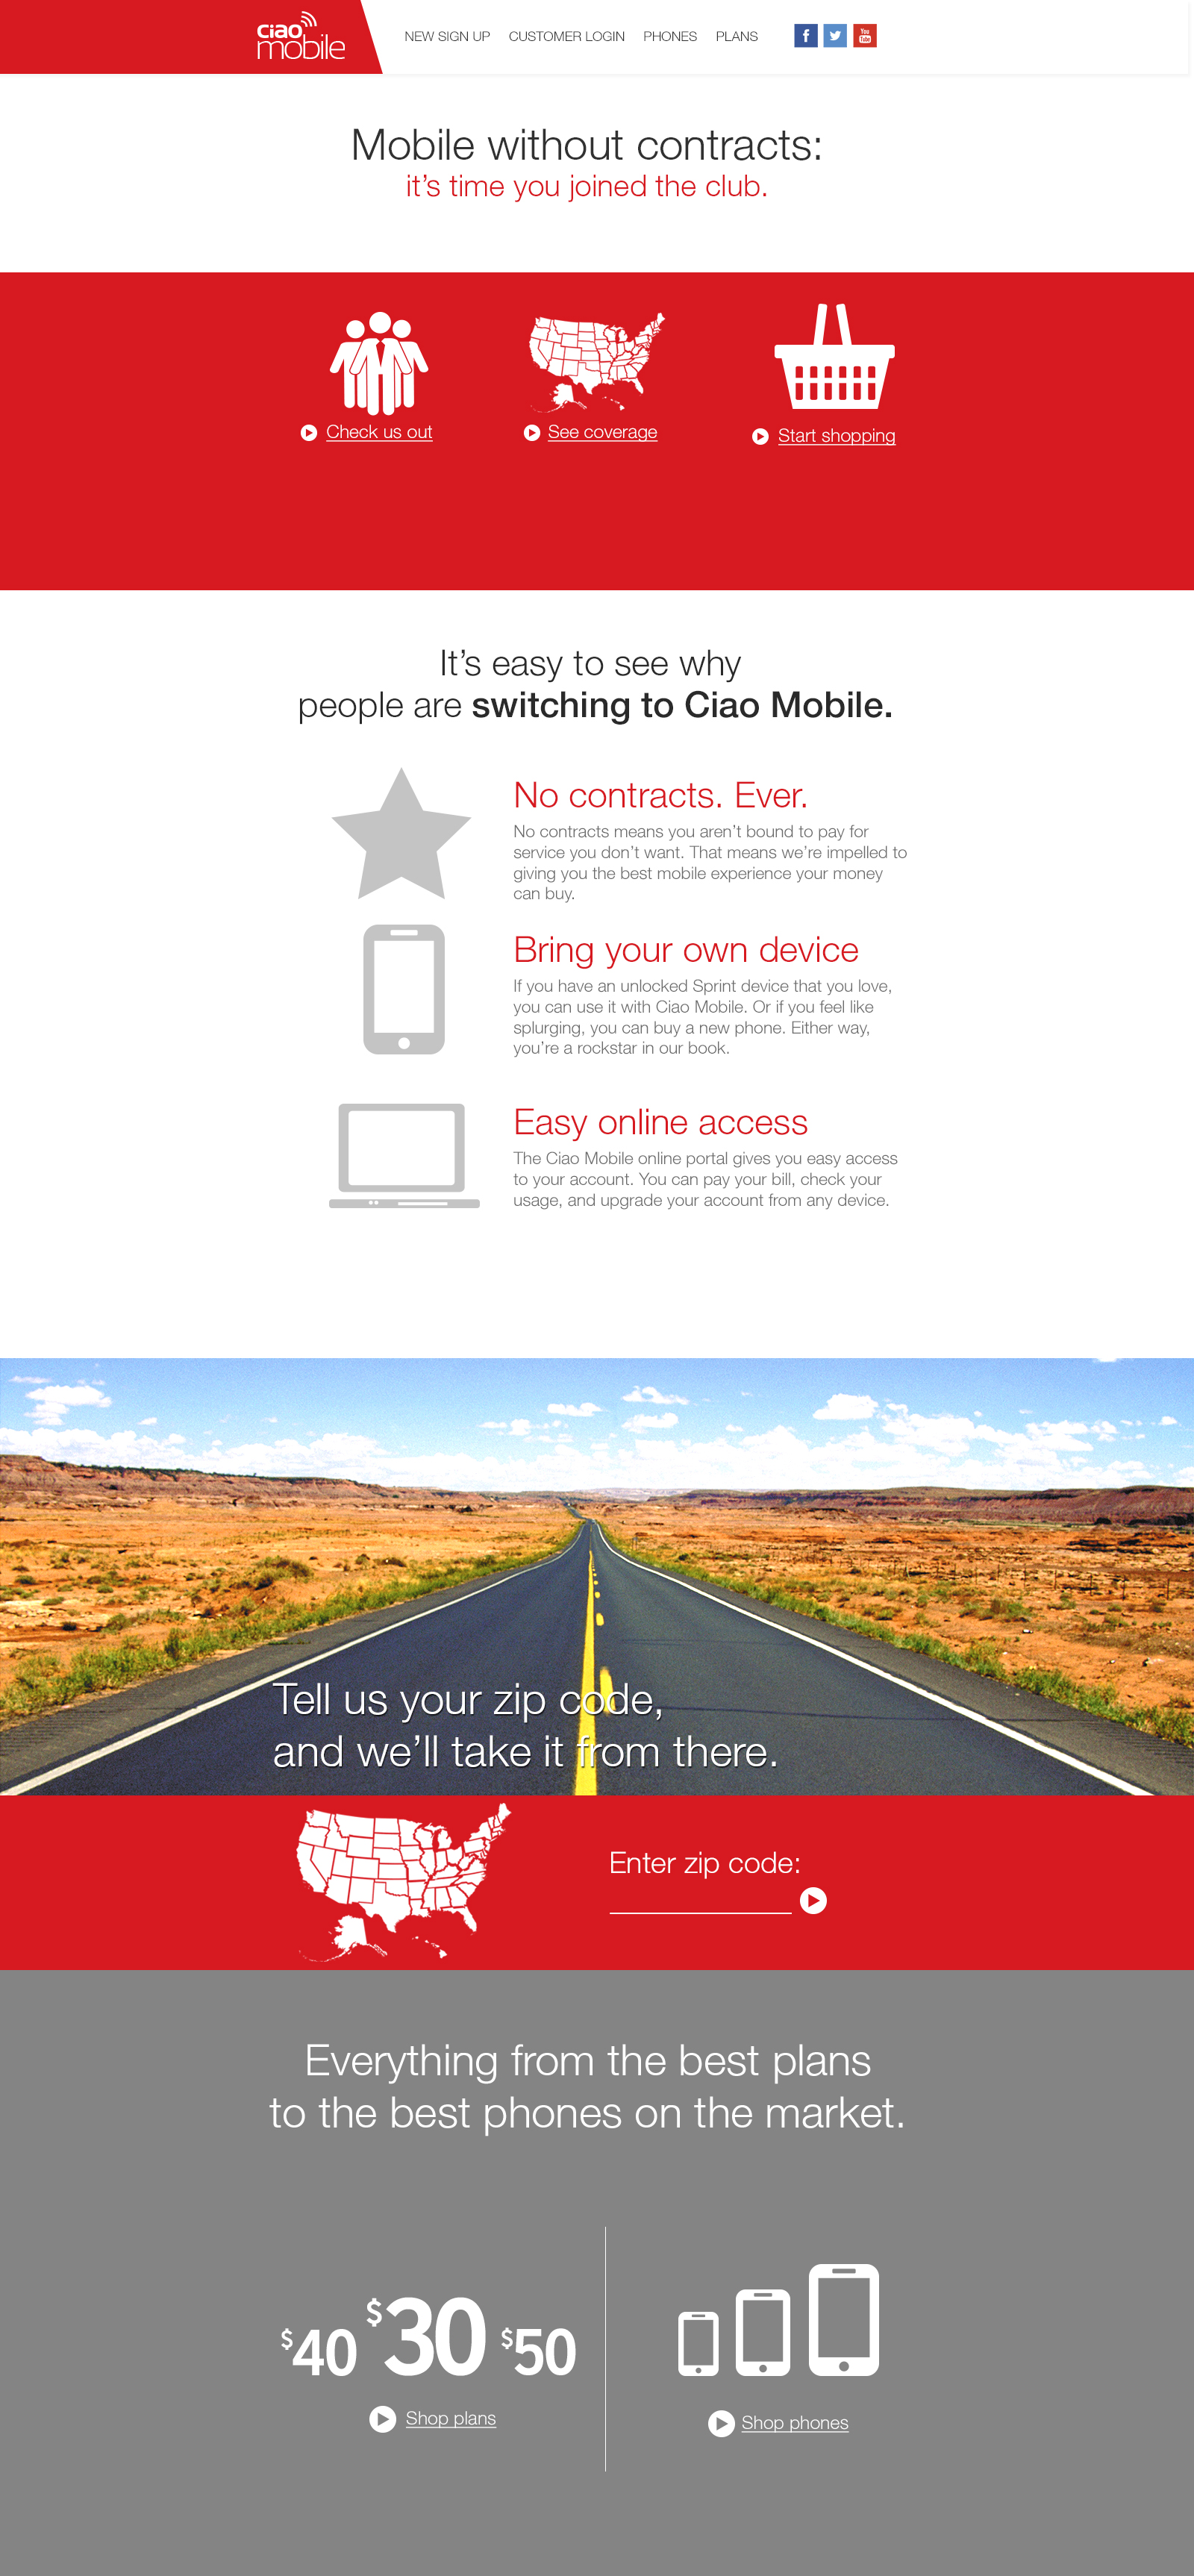 ciao
mobile
NEW SIGN UP CUSTOMER LOGIN PHONES PLANS
f
You
Tube
Mobile without contracts:
it’s time you joined the club.
Check us out
See coverage
Start shopping
It’s easy to see why
people are switching to Ciao Mobile.
No contracts. Ever.
No contracts means you aren’t bound to pay for
service you don’t want. That means we’re impelled to
giving you the best mobile experience your money
can buy.
Bring your own device
If you have an unlocked Sprint device that you love,
you can use it with Ciao Mobile. Or if you feel like
splurging, you can buy a new phone. Either way,
you’re a rockstar in our book.
Easy online access
The Ciao Mobile online portal gives you easy access
to your account. You can pay your bill, check your
usage, and upgrade your account from any device.
Tell us your zip code,
and we’ll take it from there.
Enter zip code:
Everything from the best plans
to the best phones on the market.
$40 $30 $50
Shop plans
Shop phones